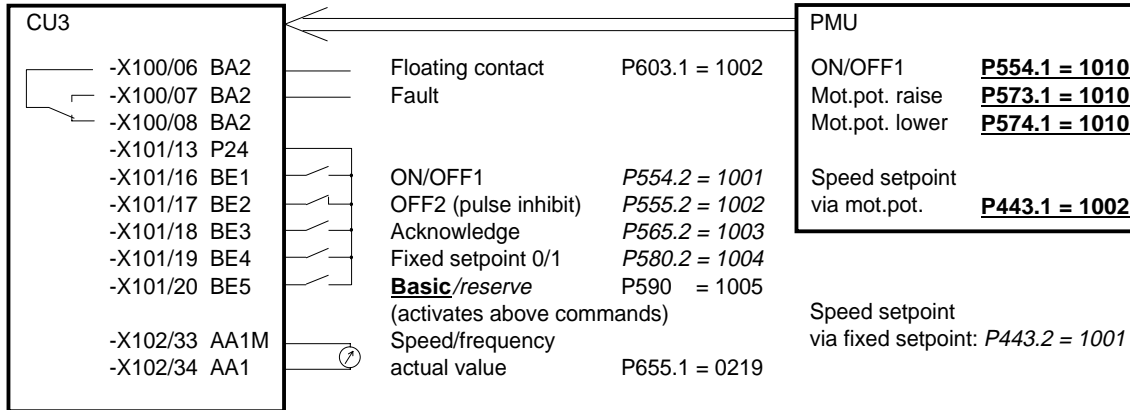 CU3
PMU
-X100/06 BA2 Floating contact P603.1 = 1002 ON/OFF1 P554.1 = 1010
-X100/07 BA2 Fault Mot.pot. raise P573.1 = 1010
-X100/08 BA2 Mot.pot. lower P574.1 = 1010
-X101/13 P24
-X101/16 BE1 ON/OFF1 P554.2 = 1001 Speed setpoint
-X101/17 BE2 OFF2 (pulse inhibit) P555.2 = 1002 via mot.pot. P443.1 = 1002
-X101/18 BE3 Acknowledge P565.2 = 1003
-X101/19 BE4 Fixed setpoint 0/1 P580.2 = 1004
-X101/20 BE5 Basic/reserve P590 = 1005
(activates above commands) Speed setpoint
-X102/33 AA1M Speed/frequency via fixed setpoint: P443.2 = 1001
-X102/34 AA1 actual value P655.1 = 0219